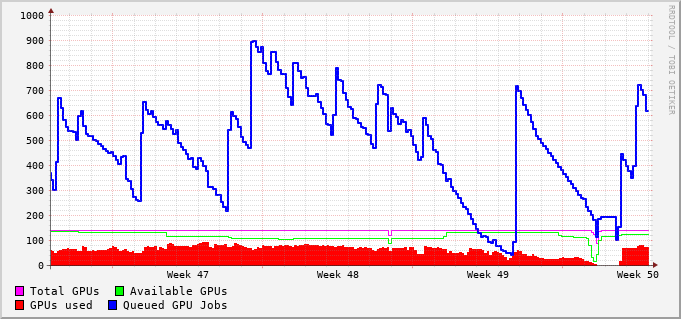 1000
900
800
700
600
500
400
300
200
100
0
Week 47 Week 48 Week 49 Week 50
Total GPUs Available GPUs
GPUs used Queued GPU Jobs
RRDTOOL / TOBI OETIKER